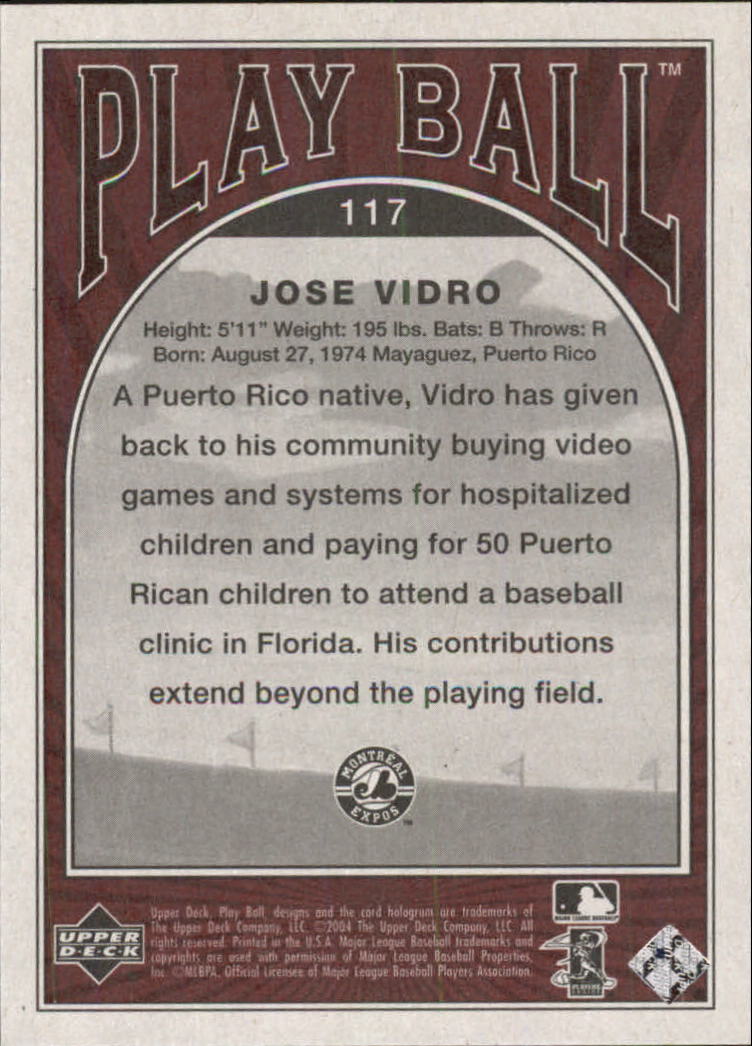 PLAY BALL™
117
JOSE VIDRO
Height: 5'11" Weight: 195 lbs. Bats: B Throws: R
Born: August 27, 1974 Mayaguez, Puerto Rico
A Puerto Rico native, Vidro has given
back to his community buying video
games and systems for hospitalized
children and paying for 50 Puerto
Rican children to attend a baseball
clinic in Florida. His contributions
extend beyond the playing field.
MONTRÉAL
EXPOS
™
Upper Deck, Play Ball, designs and the card hologram are trademarks of
The Upper Deck Company, LLC. ©2004 The Upper Deck Company, LLC. All
rights reserved. Printed in the U.S.A. Major League Baseball trademarks and
copyrights are used with permission of Major League Baseball Properties,
Inc. ©MLBPA, Official Licensee of Major League Baseball Players Association.
UPPER
D·E·C·K
MAJOR LEAGUE BASEBALL